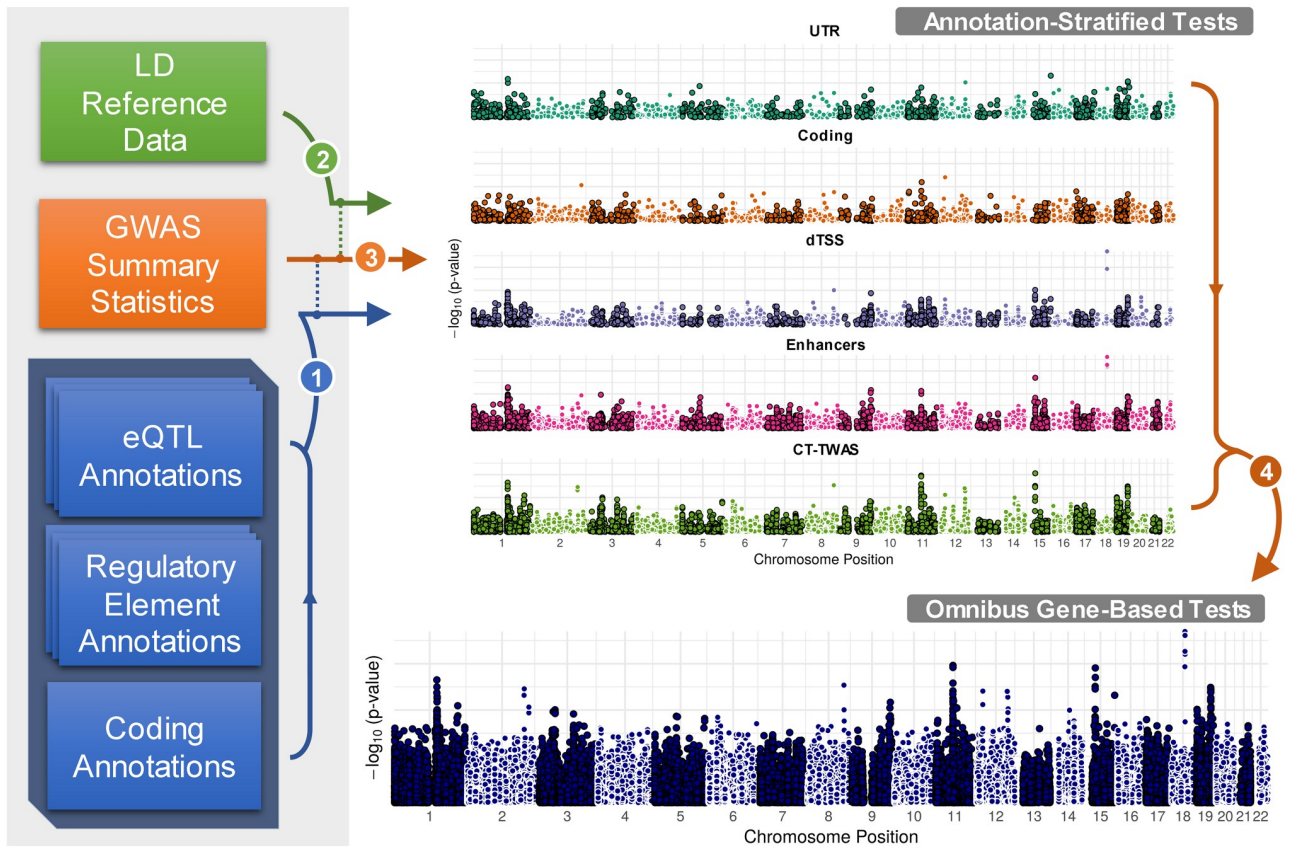 LD
Reference
Data
GWAS
Summary
Statistics
eQTL
Annotations
Regulatory
Element
Annotations
Coding
Annotations
2
3
1
Annotation-Stratified Tests
UTR
Coding
dTSS
Enhancers
CT-TWAS
−log10 (p-value)
1 2 3 4 5 6 7 8 9 10 11 12 13 14 15 16 17 18 19 20 21 22
Chromosome Position
4
Omnibus Gene-Based Tests
−log10 (p-value)
1 2 3 4 5 6 7 8 9 10 11 12 13 14 15 16 17 18 19 20 21 22
Chromosome Position